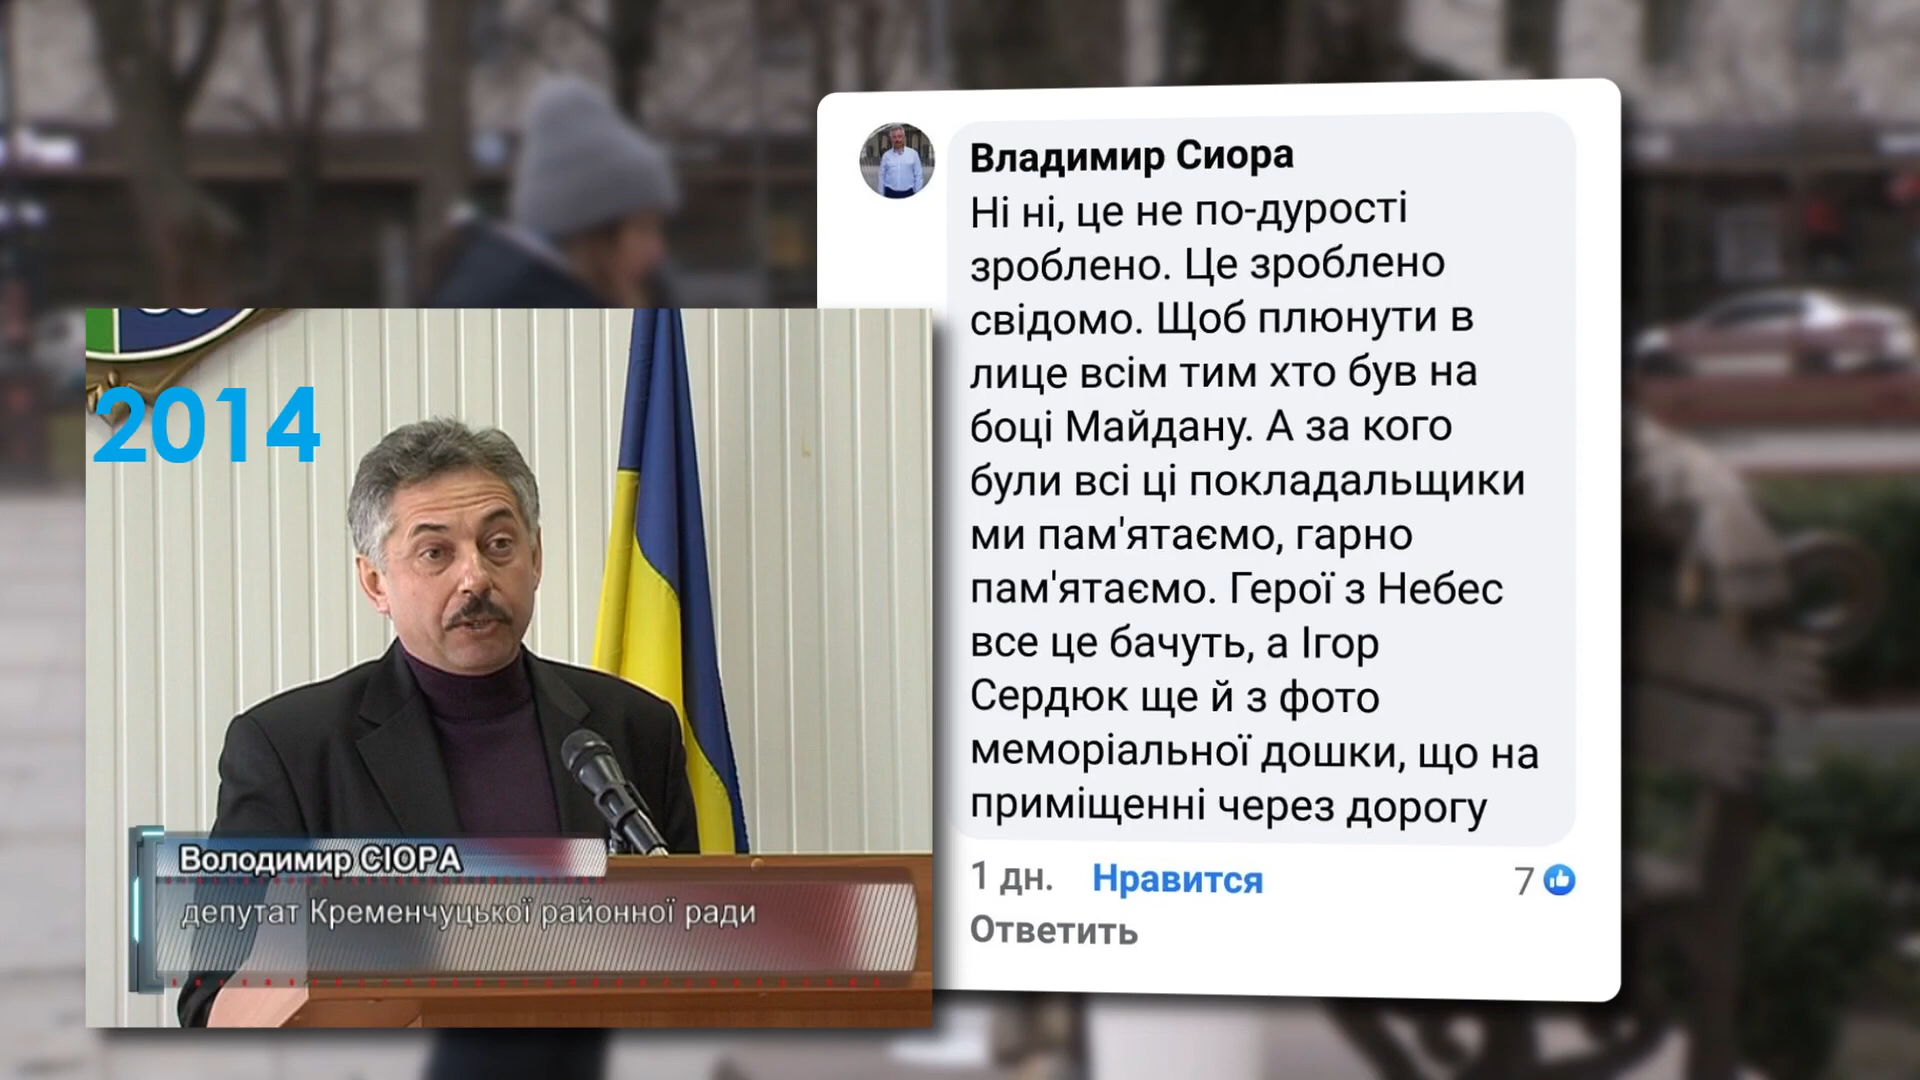 2014
Володимир СІОРА
депутат Кременчуцької районної ради
Владимир Сиора
Ні ні, це не по-дурості
зроблено. Це зроблено
свідомо. Щоб плюнути в
лице всім тим хто був на
боці Майдану. А за кого
були всі ці покладальщики
ми пам'ятаємо, гарно
пам'ятаємо. Герої з Небес
все це бачуть, а Ігор
Сердюк ще й з фото
меморіальної дошки, що на
приміщенні через дорогу
1 дн. Нравится 7
Ответить